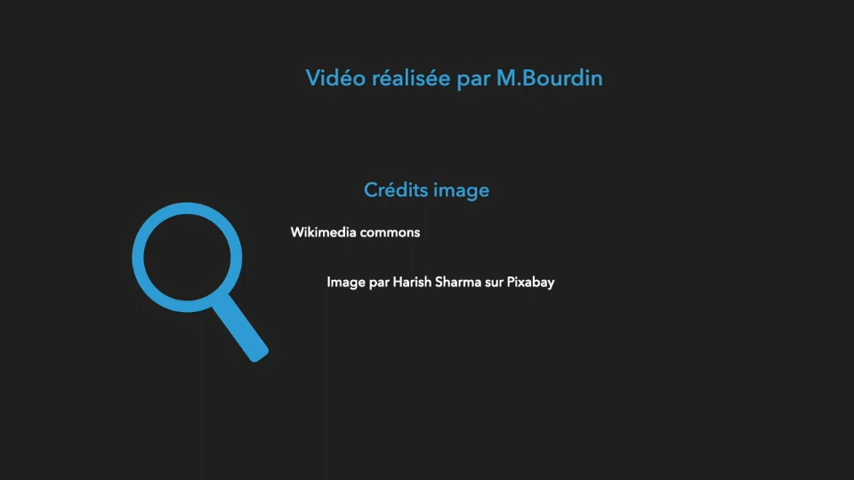 Vidéo réalisée par M.Bourdin
Crédits image
Wikimedia commons
Image par Harish Sharma sur Pixabay